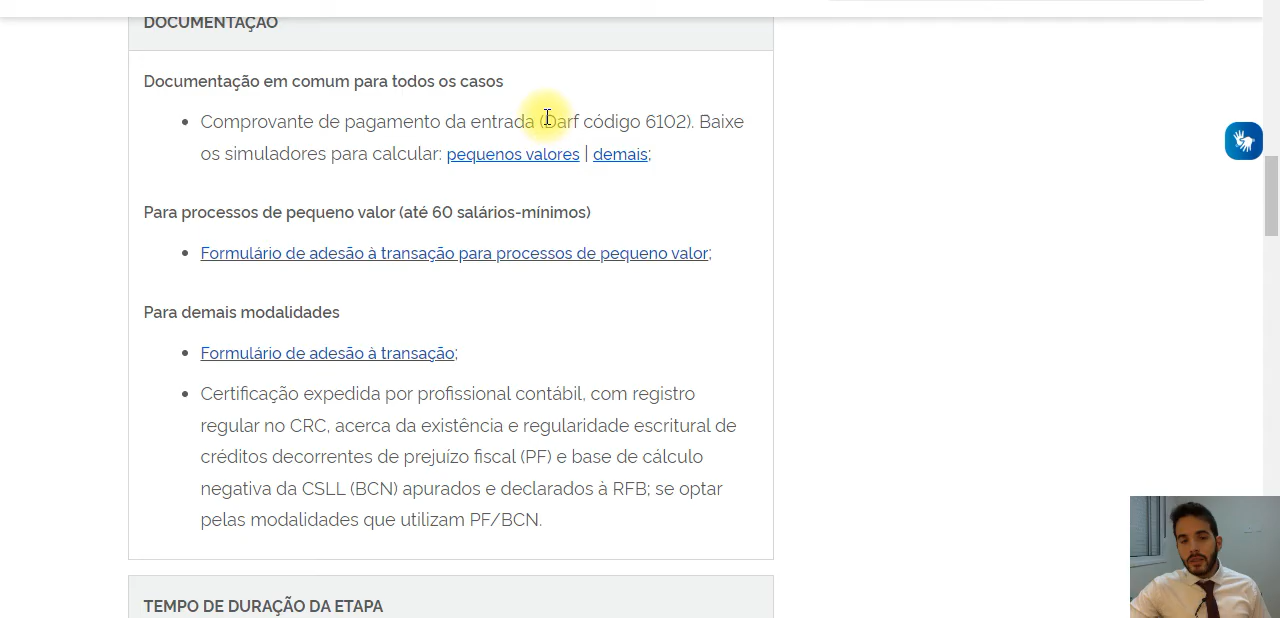 DOCUMENTAÇÃO
Documentação em comum para todos os casos
Comprovante de pagamento da entrada (Darf código 6102). Baixe
os simuladores para calcular: pequenos valores | demais;
Para processos de pequeno valor (até 60 salários-mínimos)
Formulário de adesão à transação para processos de pequeno valor;
Para demais modalidades
Formulário de adesão à transação;
Certificação expedida por profissional contábil, com registro
regular no CRC, acerca da existência e regularidade escritural de
créditos decorrentes de prejuízo fiscal (PF) e base de cálculo
negativa da CSLL (BCN) apurados e declarados à RFB; se optar
pelas modalidades que utilizam PF/BCN.
TEMPO DE DURAÇÃO DA ETAPA